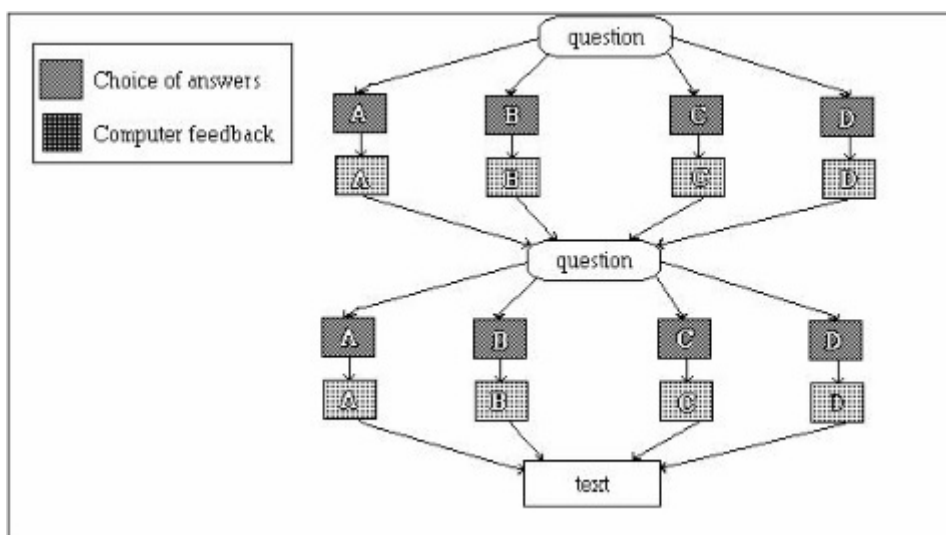 question
Choice of answers
Computer feedback
A B C D
A B C D
question
A B C D
A B C D
text